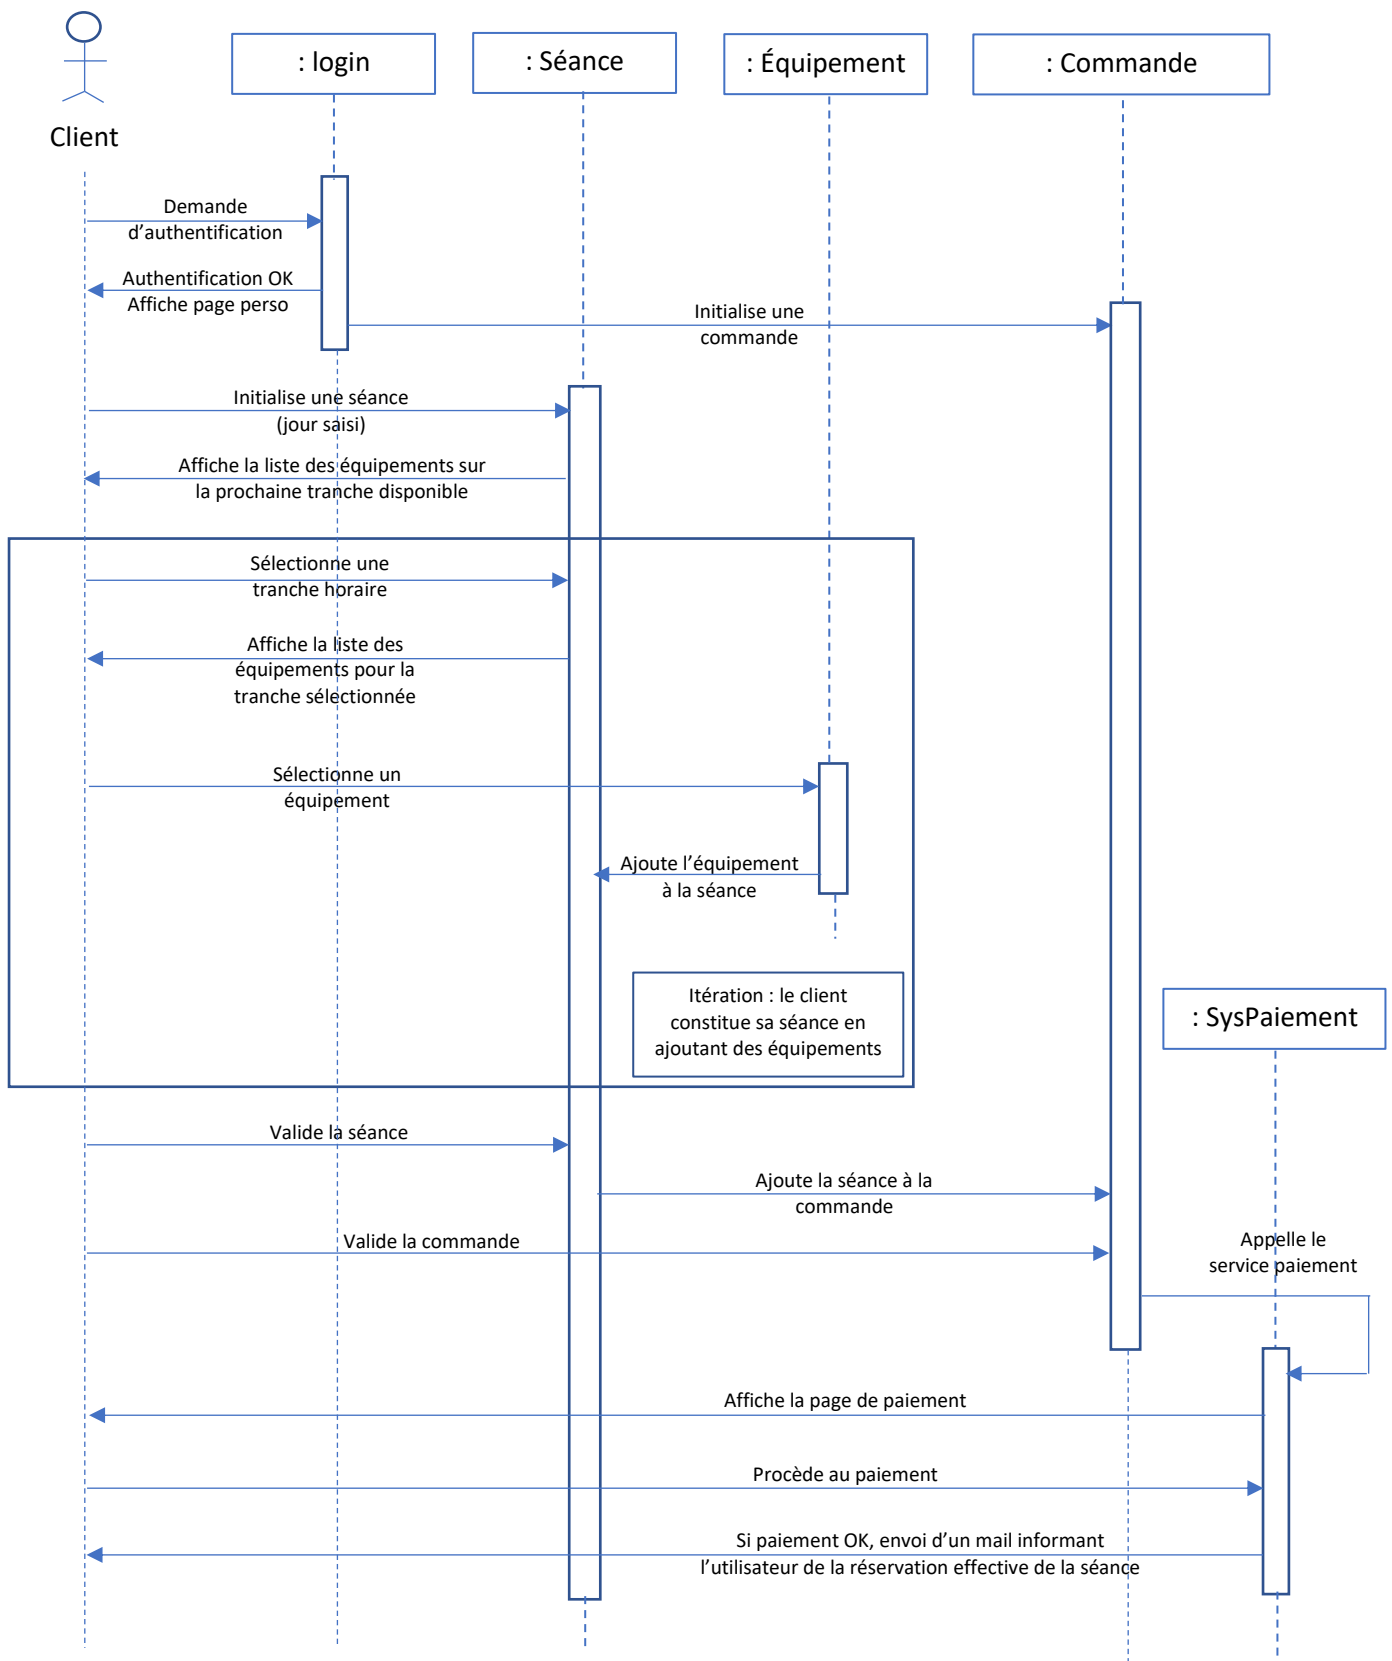 Client
: login
: Séance
: Équipement
: Commande
Demande
d’authentification
Authentification OK
Affiche page perso
Initialise une
commande
Initialise une séance
(jour saisi)
Affiche la liste des équipements sur
la prochaine tranche disponible
Sélectionne une
tranche horaire
Affiche la liste des
équipements pour la
tranche sélectionnée
Sélectionne un
équipement
Ajoute l’équipement
à la séance
Itération : le client
constitue sa séance en
ajoutant des équipements
: SysPaiement
Valide la séance
Ajoute la séance à la
commande
Valide la commande
Appelle le
service paiement
Affiche la page de paiement
Procède au paiement
Si paiement OK, envoi d’un mail informant
l’utilisateur de la réservation effective de la séance